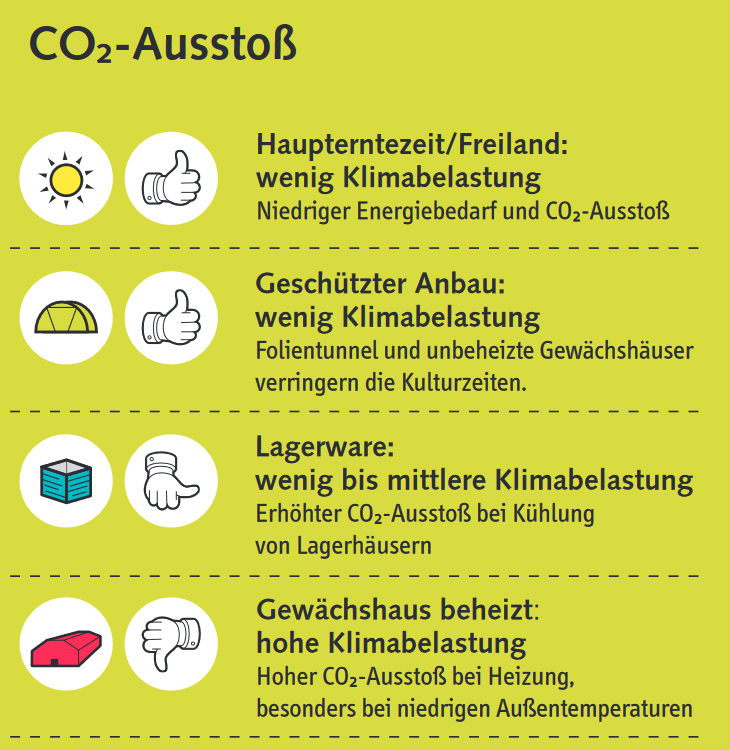 CO₂-Ausstoß
Haupterntezeit/Freiland:
wenig Klimabelastung
Niedriger Energiebedarf und CO₂-Ausstoß
Geschützter Anbau:
wenig Klimabelastung
Folientunnel und unbeheizte Gewächshäuser
verringern die Kulturzeiten.
Lagerware:
wenig bis mittlere Klimabelastung
Erhöhter CO₂-Ausstoß bei Kühlung
von Lagerhäusern
Gewächshaus beheizt:
hohe Klimabelastung
Hoher CO₂-Ausstoß bei Heizung,
besonders bei niedrigen Außentemperaturen